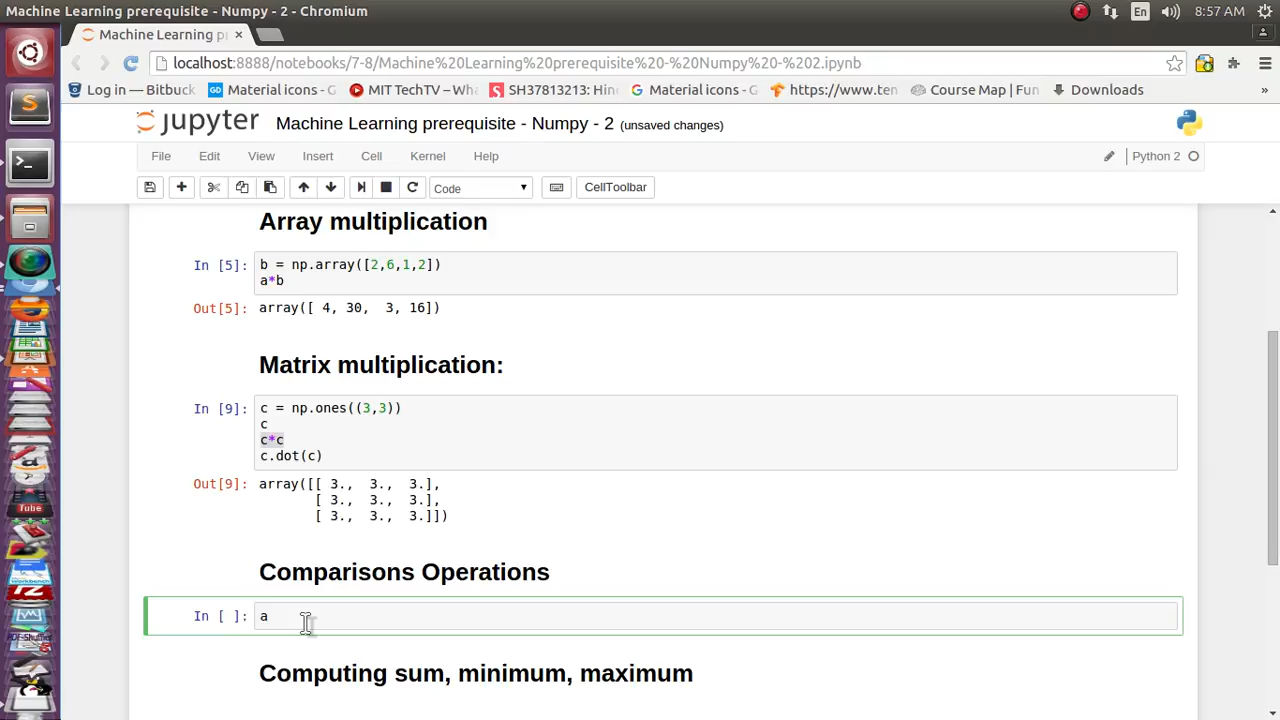 Machine Learning prerequisite - Numpy - 2 - Chromium
En
8:57 AM
Machine Learning p
localhost:8888/notebooks/7-8/Machine%20Learning%20prerequisite%20-%20Numpy%20-%202.ipynb
Log in — Bitbuck
Material icons - G
MIT TechTV – Wha
SH37813213: Hin
Material icons - G
https://www.ten
Course Map | Fun
Downloads
»
jupyter
Machine Learning prerequisite - Numpy - 2 (unsaved changes)
File Edit View Insert Cell Kernel Help
Python 2
Code
CellToolbar
Array multiplication
In [5]: b = np.array([2,6,1,2])
a*b
Out[5]: array([ 4, 30,  3, 16])
Matrix multiplication:
In [9]: c = np.ones((3,3))
c
c*c
c.dot(c)
Out[9]: array([[ 3.,  3.,  3.],
[ 3.,  3.,  3.],
[ 3.,  3.,  3.]])
Comparisons Operations
In [ ]: a
Computing sum, minimum, maximum